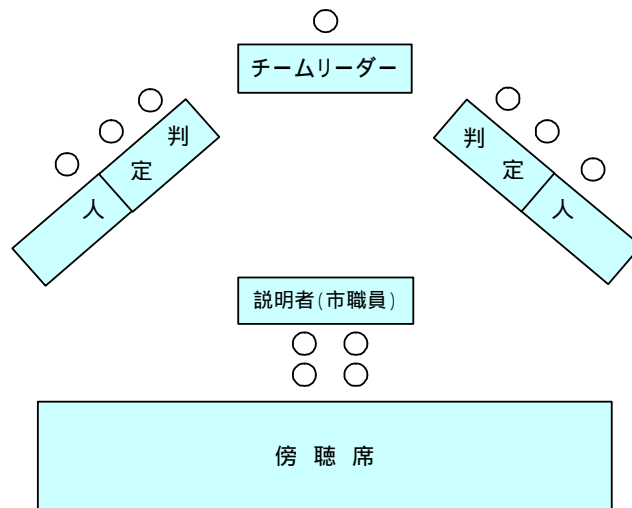 チームリーダー
判定人
判定人
説明者(市職員)
傍聴席